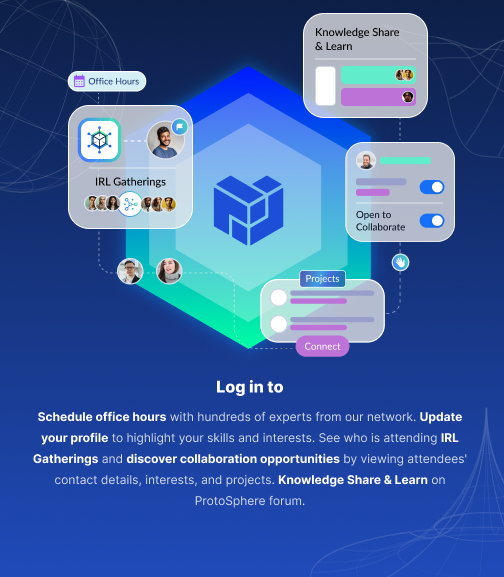 Knowledge Share
& Learn
Office Hours
IRL Gatherings
Open to
Collaborate
Projects
Connect
Log in to
Schedule office hours with hundreds of experts from our network. Update
your profile to highlight your skills and interests. See who is attending IRL
Gatherings and discover collaboration opportunities by viewing attendees'
contact details, interests, and projects. Knowledge Share & Learn on
ProtoSphere forum.